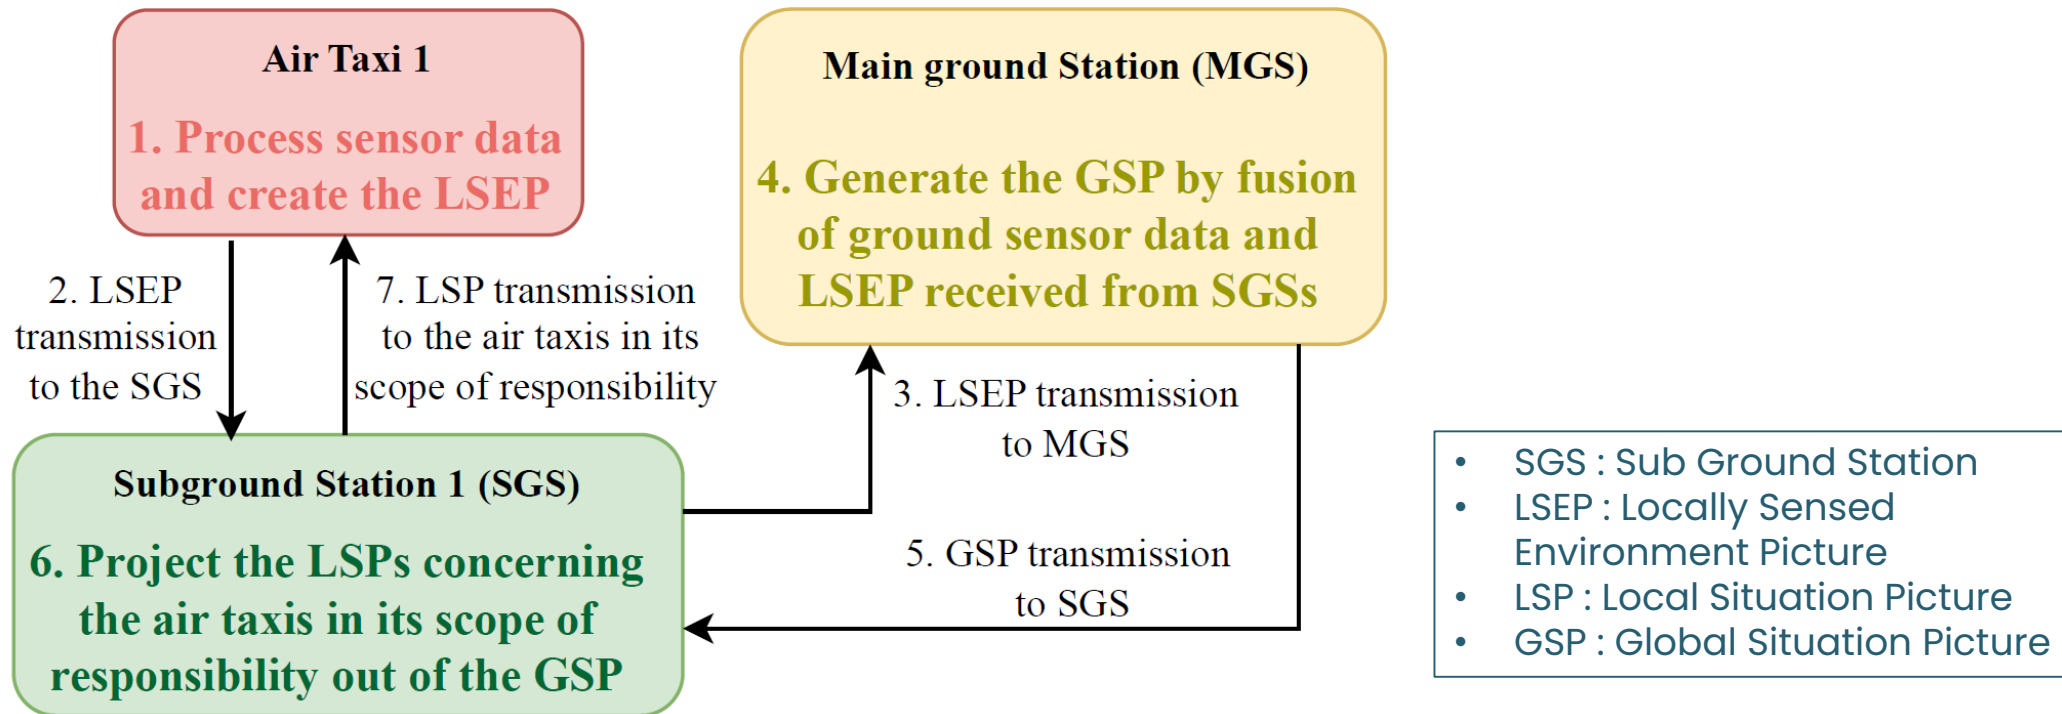 Air Taxi 1
1. Process sensor data
and create the LSEP
Main ground Station (MGS)
4. Generate the GSP by fusion
of ground sensor data and
LSEP received from SGSs
2. LSEP
transmission
to the SGS
7. LSP transmission
to the air taxis in its
scope of responsibility
3. LSEP transmission
to MGS
5. GSP transmission
to SGS
Subground Station 1 (SGS)
6. Project the LSPs concerning
the air taxis in its scope of
responsibility out of the GSP
• SGS : Sub Ground Station
• LSEP : Locally Sensed
Environment Picture
• LSP : Local Situation Picture
• GSP : Global Situation Picture